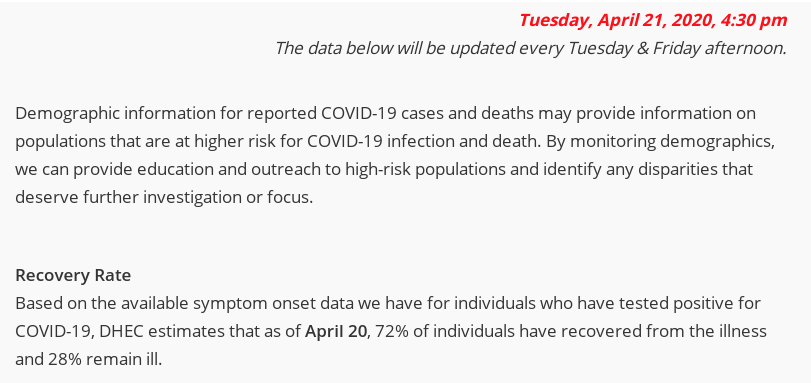 Tuesday, April 21, 2020, 4:30 pm
The data below will be updated every Tuesday & Friday afternoon.
Demographic information for reported COVID-19 cases and deaths may provide information on
populations that are at higher risk for COVID-19 infection and death. By monitoring demographics,
we can provide education and outreach to high-risk populations and identify any disparities that
deserve further investigation or focus.
Recovery Rate
Based on the available symptom onset data we have for individuals who have tested positive for
COVID-19, DHEC estimates that as of April 20, 72% of individuals have recovered from the illness
and 28% remain ill.